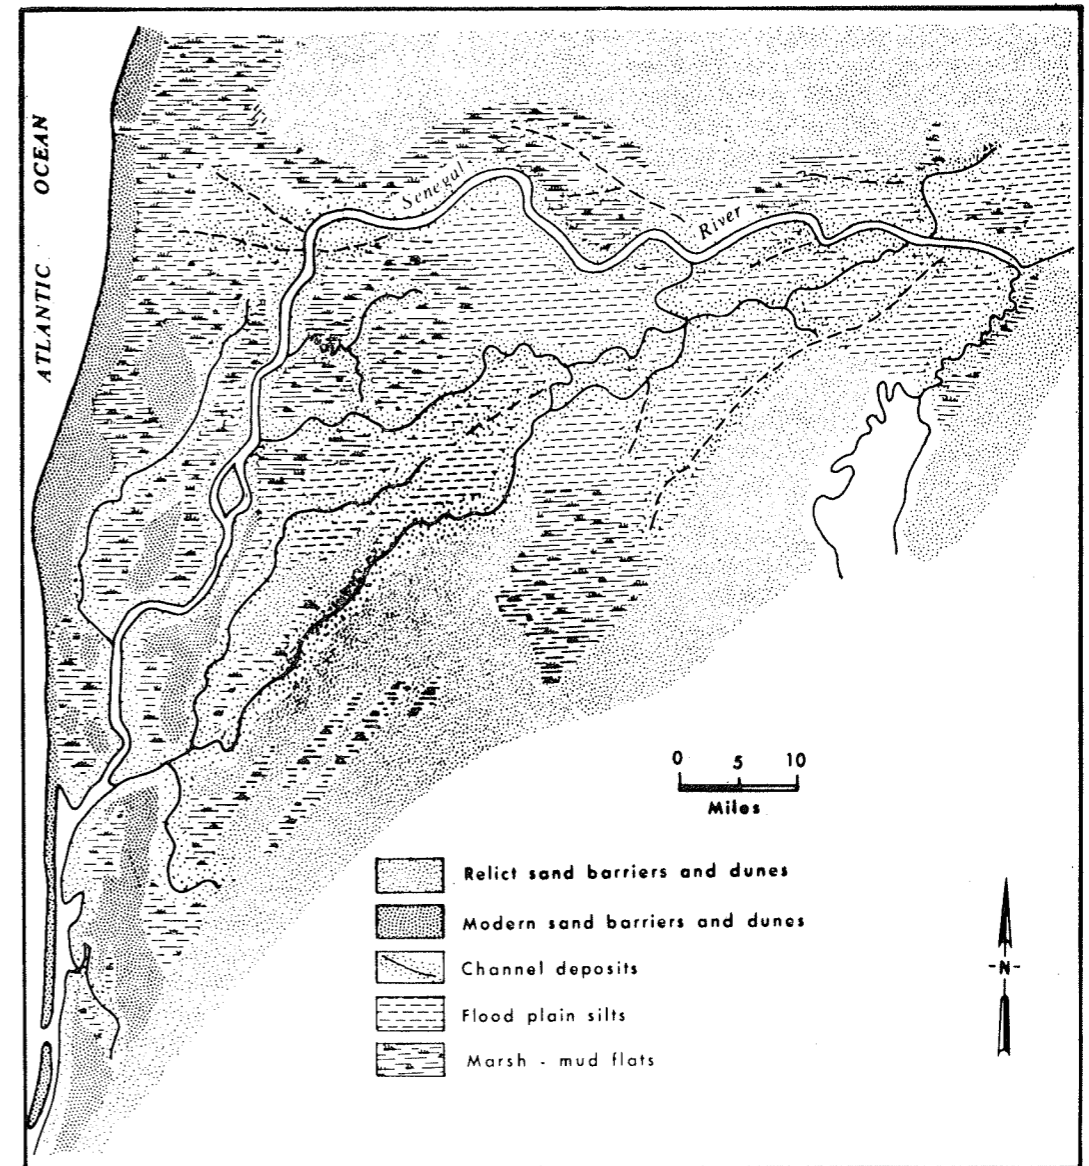 ATLANTIC OCEAN
Senegal River
0 5 10
Miles
Relict sand barriers and dunes
Modern sand barriers and dunes
Channel deposits
Flood plain silts
Marsh - mud flats
-N-